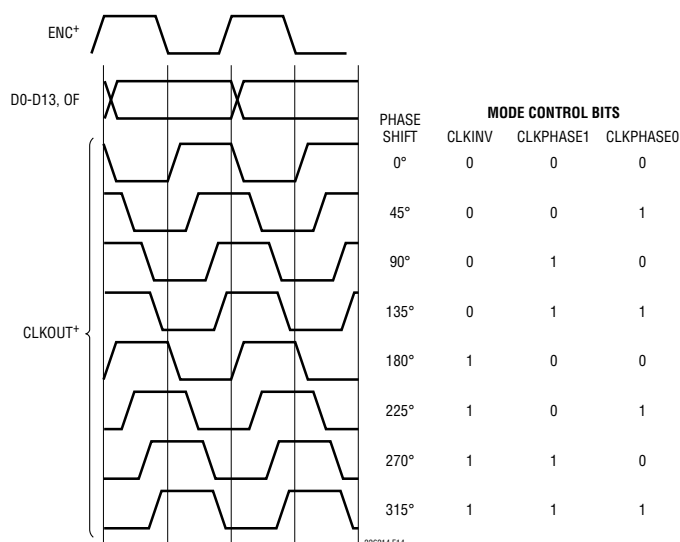 ENC+
D0-D13, OF
CLKOUT+
PHASE SHIFT
MODE CONTROL BITS
CLKINV CLKPHASE1 CLKPHASE0
0° 0 0 0
45° 0 0 1
90° 0 1 0
135° 0 1 1
180° 1 0 0
225° 1 0 1
270° 1 1 0
315° 1 1 1